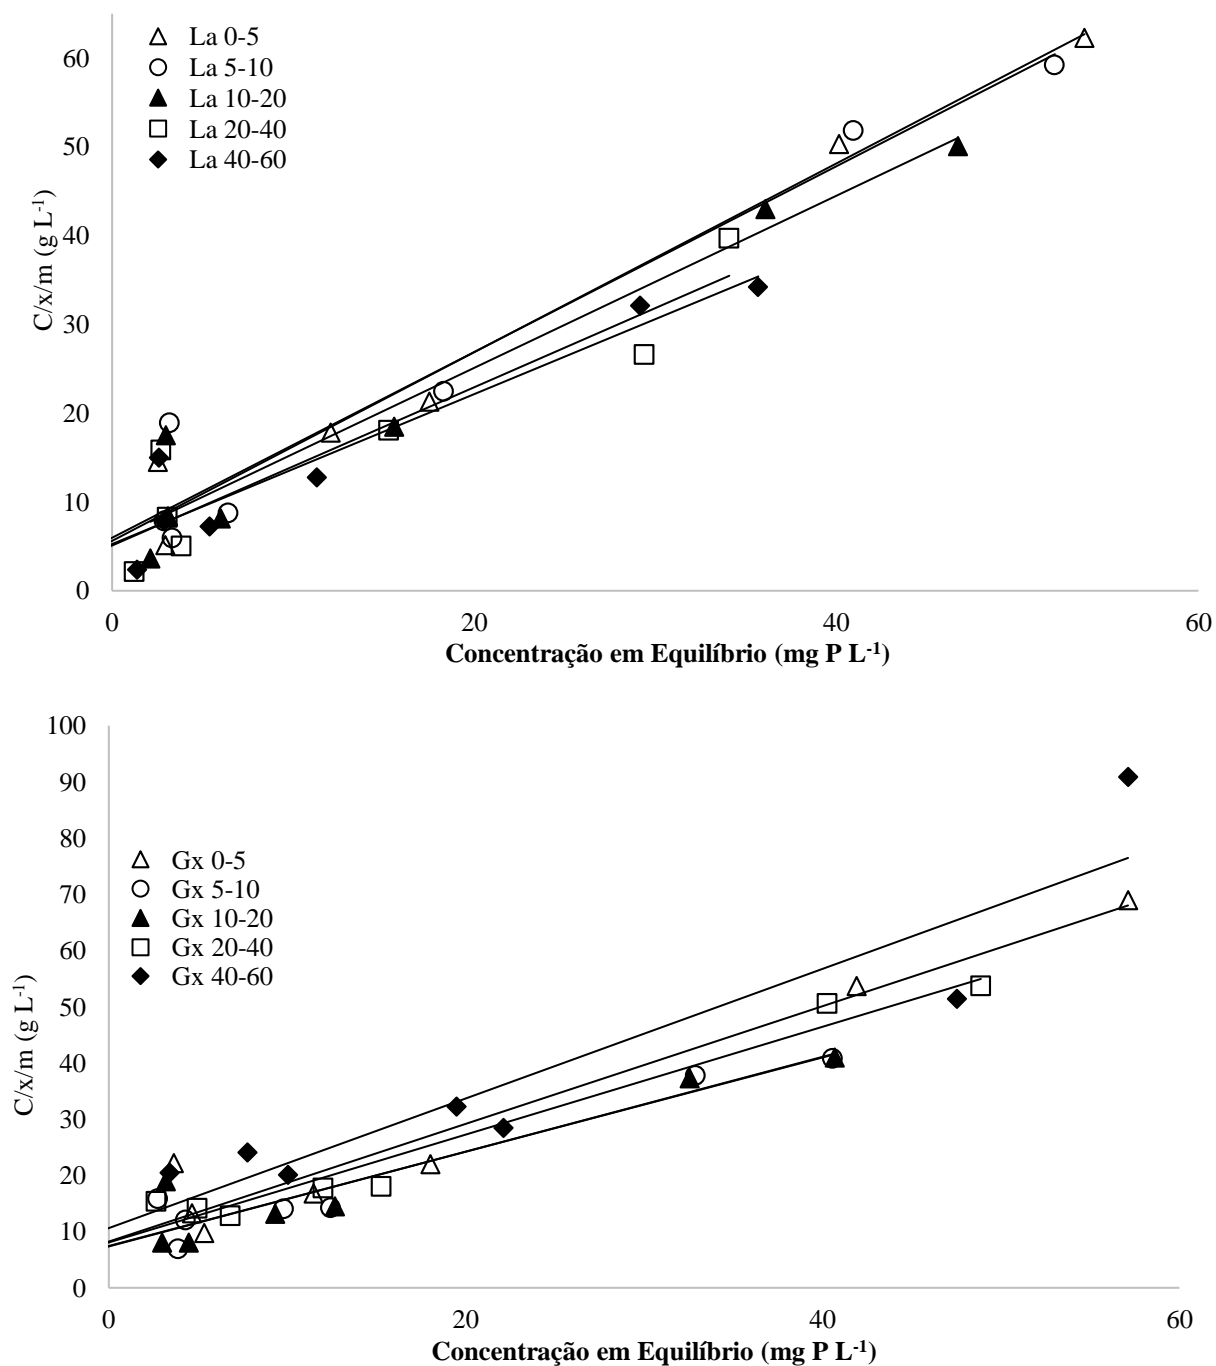 La 0-5
La 5-10
La 10-20
La 20-40
La 40-60
60
50
40
30
20
10
0
C/x/m (g L-1)
0 20 40 60
Concentração em Equilíbrio (mg P L-1)
100
90
80
70
60
50
40
30
20
10
0
Gx 0-5
Gx 5-10
Gx 10-20
Gx 20-40
Gx 40-60
C/x/m (g L-1)
0 20 40 60
Concentração em Equilíbrio (mg P L-1)